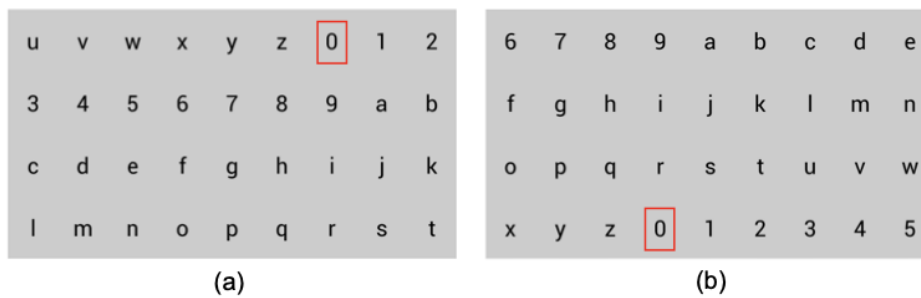 u v w x y z 0 1 2
3 4 5 6 7 8 9 a b
c d e f g h i j k
l m n o p q r s t
(a)
6 7 8 9 a b c d e
f g h i j k l m n
o p q r s t u v w
x y z 0 1 2 3 4 5
(b)